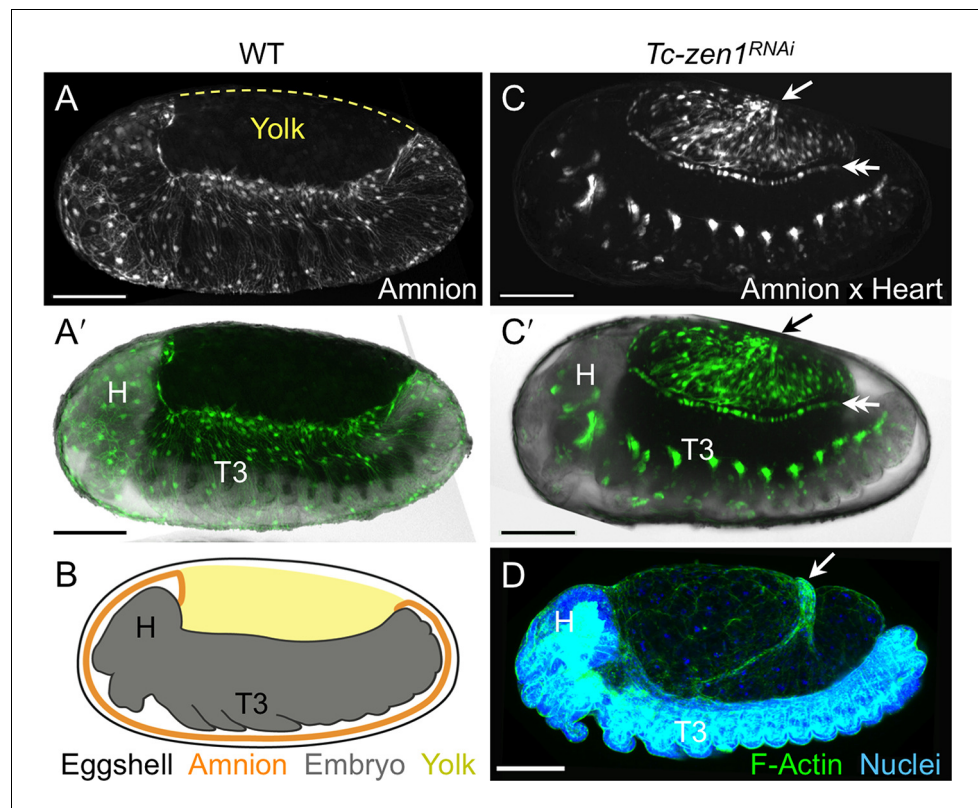 WT
Tc-zen1RNAi
A
Yolk
Amnion
C
Amnion x Heart
A′
H
T3
C′
H
T3
B
H
T3
Eggshell Amnion Embryo Yolk
D
H
T3
F-Actin Nuclei